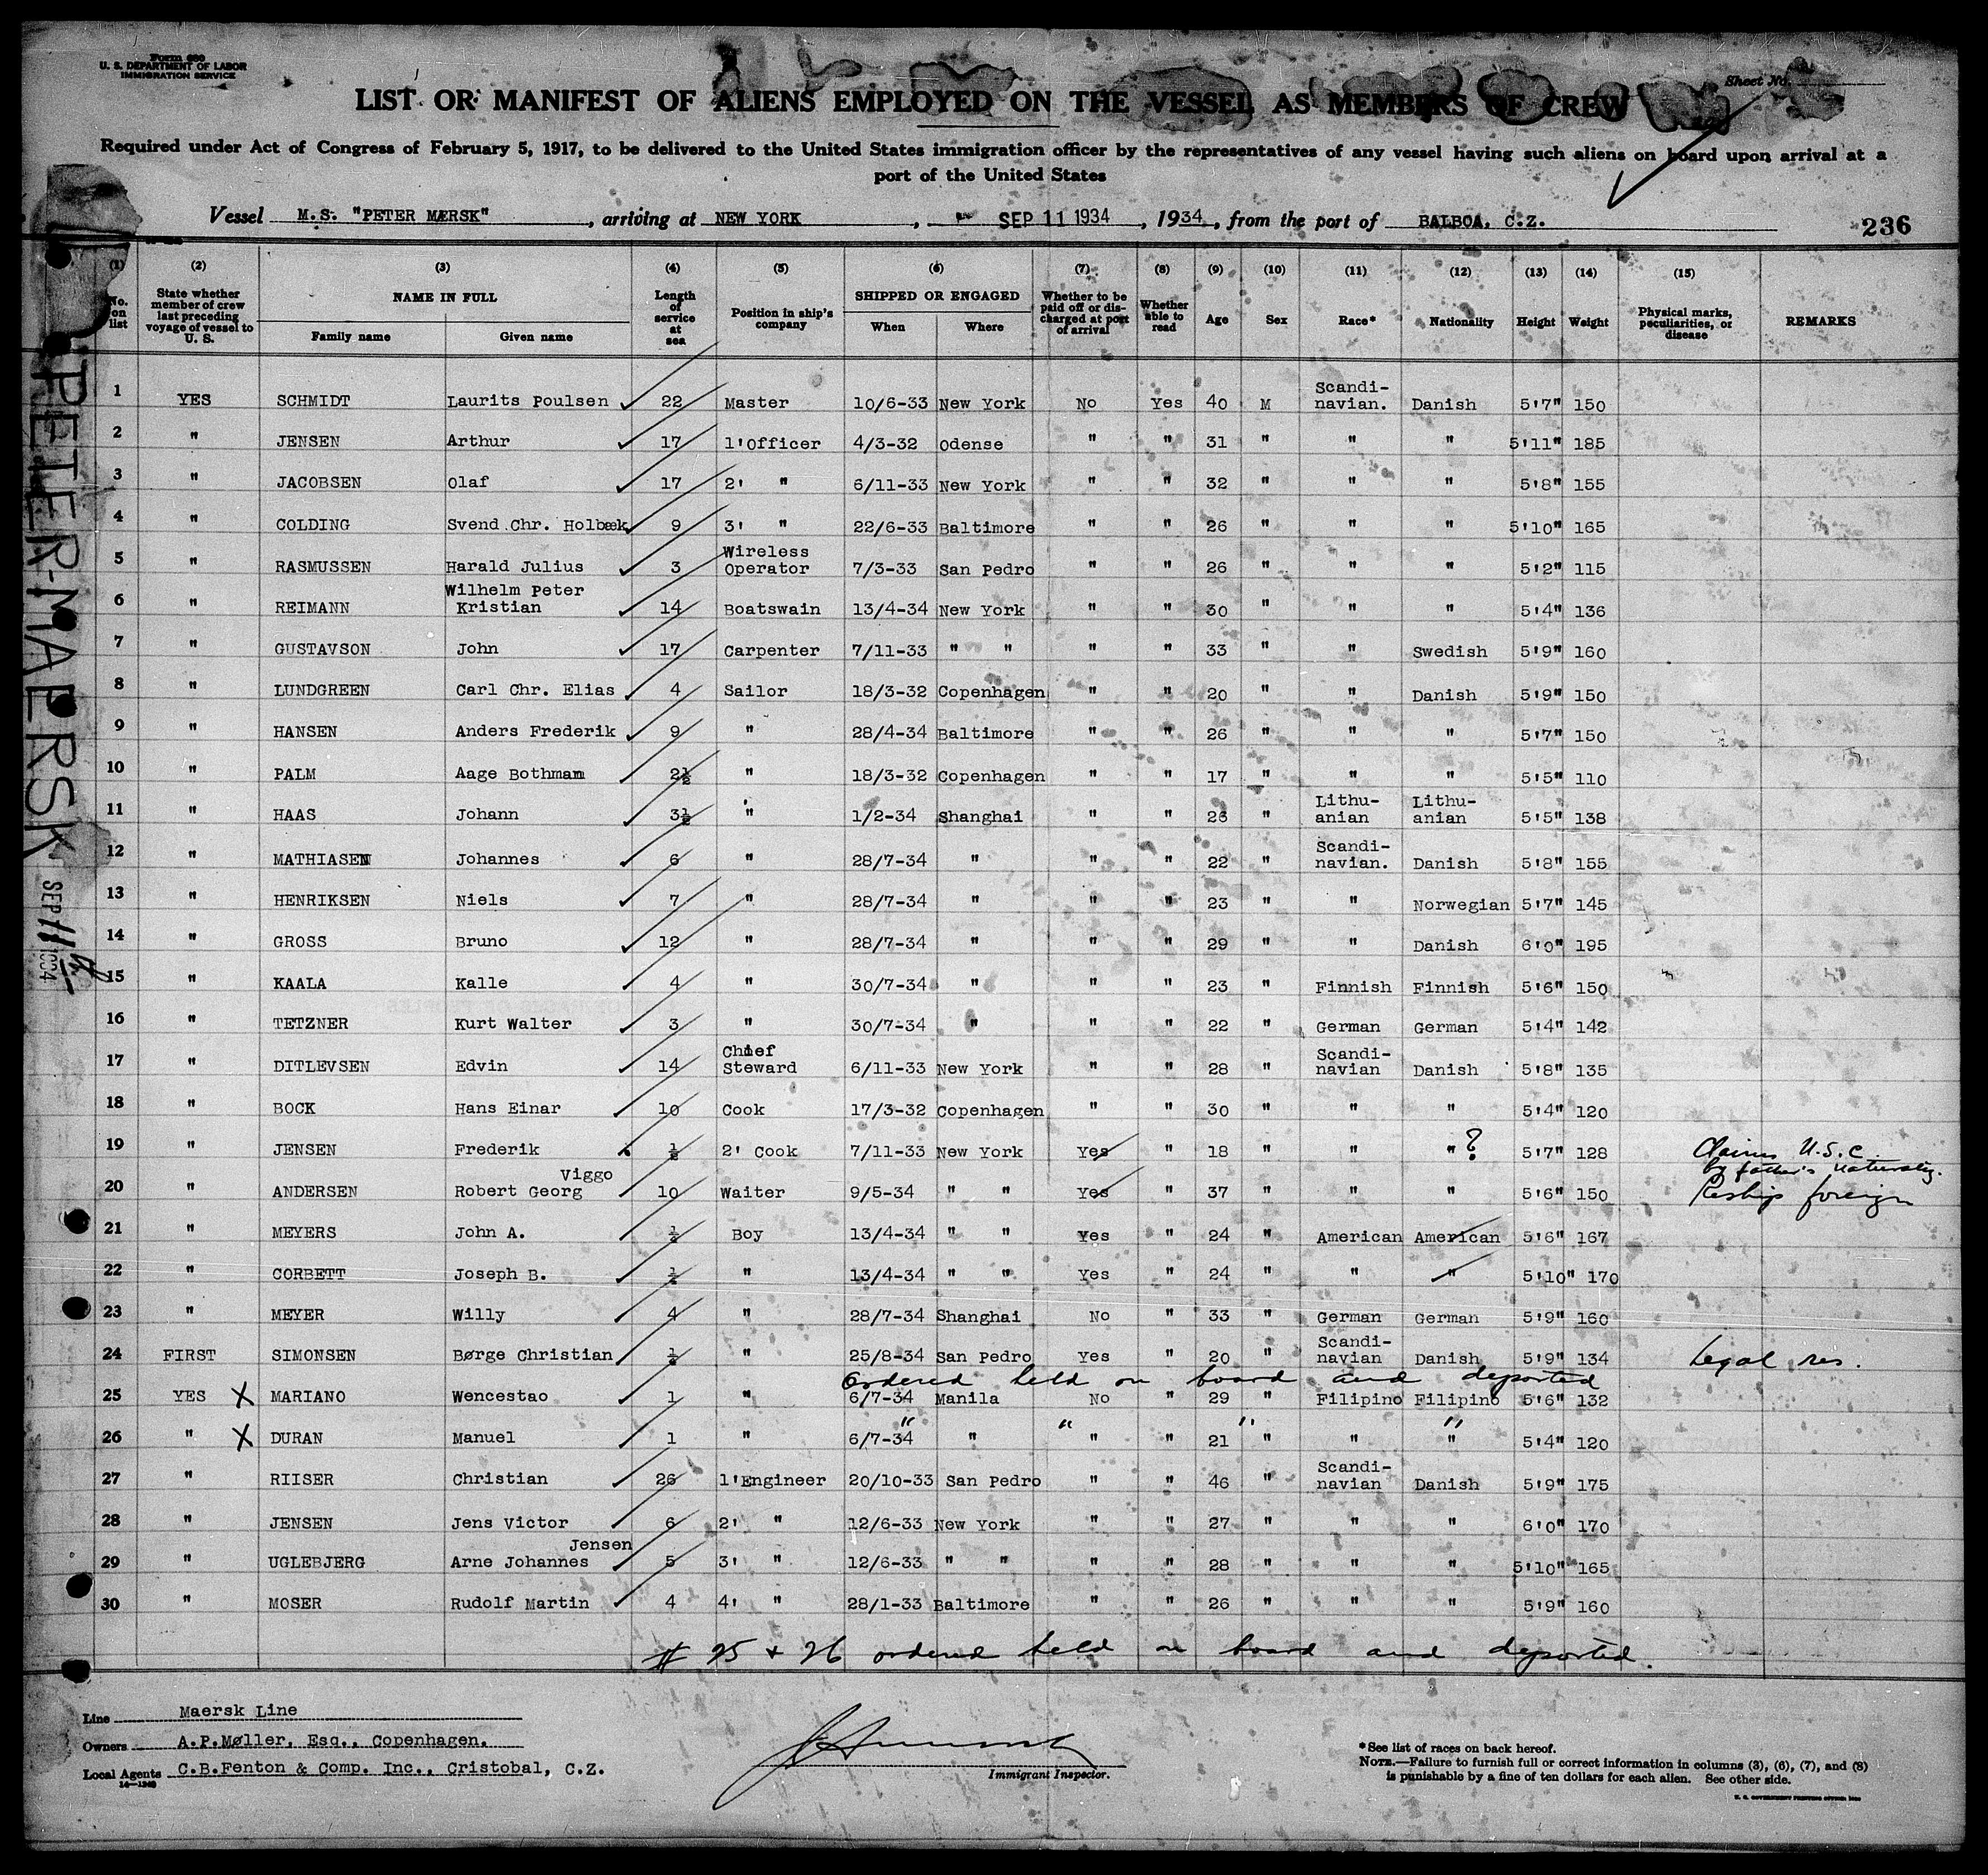 Form 680
U. S. DEPARTMENT OF LABOR
IMMIGRATION SERVICE
Sheet No.
LIST OR MANIFEST OF ALIENS EMPLOYED ON THE VESSEL AS MEMBERS OF CREW
Required under Act of Congress of February 5, 1917, to be delivered to the United States immigration officer by the representatives of any vessel having such aliens on board upon arrival at a
port of the United States
Vessel M.S. "PETER MÆRSK", arriving at NEW YORK, SEP 11 1934, 1934, from the port of BALBOA, C.Z.
236
(1) (2) (3) (4) (5) (6) (7) (8) (9) (10) (11) (12) (13) (14) (15)
No. on list State whether member of crew last preceding voyage of vessel to U. S. NAME IN FULL Family name Given name Length of service at sea Position in ship's company SHIPPED OR ENGAGED When Where Whether to be paid off or discharged at port of arrival Whether able to read Age Sex Race* Nationality Height Weight Physical marks, peculiarities, or disease REMARKS
1 YES SCHMIDT Laurits Poulsen 22 Master 10/6-33 New York No Yes 40 M Scandi-navian. Danish 5'7" 150
2 " JENSEN Arthur 17 1'Officer 4/3-32 Odense " " 31 " " " 5'11" 185
3 " JACOBSEN Olaf 17 2' " 6/11-33 New York " " 32 " " " 5'8" 155
4 " COLDING Svend Chr. Holbæk 9 3' " 22/6-33 Baltimore " " 26 " " " 5'10" 165
5 " RASMUSSEN Harald Julius 3 Wireless Operator 7/3-33 San Pedro " " 26 " " " 5'2" 115
6 " REIMANN Wilhelm Peter Kristian 14 Boatswain 13/4-34 New York " " 30 " " " 5'4" 136
7 " GUSTAVSON John 17 Carpenter 7/11-33 " " " " 33 " " Swedish 5'9" 160
8 " LUNDGREEN Carl Chr. Elias 4 Sailor 18/3-32 Copenhagen " " 20 " " Danish 5'9" 150
9 " HANSEN Anders Frederik 9 " 28/4-34 Baltimore " " 26 " " " 5'7" 150
10 " PALM Aage Bothmann 2½ " 18/3-32 Copenhagen " " 17 " " " 5'5" 110
11 " HAAS Johann 3½ " 1/2-34 Shanghai " " 26 " Lithu-anian Lithu-anian 5'5" 138
12 " MATHIASEN Johannes 6 " 28/7-34 " " " 22 " Scandi-navian. Danish 5'8" 155
13 " HENRIKSEN Niels 7 " 28/7-34 " " " 23 " " Norwegian 5'7" 145
14 " GROSS Bruno 12 " 28/7-34 " " " 29 " " Danish 6'0" 195
15 " KAALA Kalle 4 " 30/7-34 " " " 23 " Finnish Finnish 5'6" 150
16 " TETZNER Kurt Walter 3 " 30/7-34 " " " 22 " German German 5'4" 142
17 " DITLEVSEN Edvin 14 Chief Steward 6/11-33 New York " " 28 " Scandi-navian Danish 5'8" 135
18 " BOCK Hans Einar 10 Cook 17/3-32 Copenhagen " " 30 " " " 5'4" 120
19 " JENSEN Frederik ½ 2' Cook 7/11-33 New York Yes " 18 " " " ? 5'7" 128 Claims U.S.C. by father's naturaliz.
20 " ANDERSEN Robert Georg Viggo 10 Waiter 9/5-34 " " Yes " 37 " " " 5'6" 150 Reship foreign
21 " MEYERS John A. ½ Boy 13/4-34 " " Yes " 24 " American American 5'6" 167
22 " CORBETT Joseph B. ½ " 13/4-34 " " Yes " 24 " " " 5'10" 170
23 " MEYER Willy 4 " 28/7-34 Shanghai No " 33 " German German 5'9" 160
24 FIRST SIMONSEN Børge Christian ½ " 25/8-34 San Pedro Yes " 20 " Scandi-navian Danish 5'9" 134 Legal res.
Ordered held on board and deported
25 YES X MARIANO Wencestao 1 " 6/7-34 Manila No " 29 " Filipino Filipino 5'6" 132
" " " "
26 " X DURAN Manuel 1 " 6/7-34 " " " 21 " " " 5'4" 120
27 " RIISER Christian 26 1'Engineer 20/10-33 San Pedro " " 46 " Scandi-navian Danish 5'9" 175
28 " JENSEN Jens Victor 6 2' " 12/6-33 New York " " 27 " " " 6'0" 170
29 " UGLEBJERG Arne Johannes Jensen 5 3' " 12/6-33 " " " " 28 " " " 5'10" 165
30 " MOSER Rudolf Martin 4 4' " 28/1-33 Baltimore " " 26 " " " 5'9" 160
# 25 + 26 ordered held on board and deported.
Line Maersk Line
Owners A.P.Møller, Esq., Copenhagen.
Local Agents C.B.Fenton & Comp. Inc., Cristobal, C.Z.
14-1240
Immigrant Inspector.
*See list of races on back hereof.
NOTE.—Failure to furnish full or correct information in columns (3), (6), (7), and (8)
is punishable by a fine of ten dollars for each alien. See other side.
PETER-MAERSK
SEP 11 1934